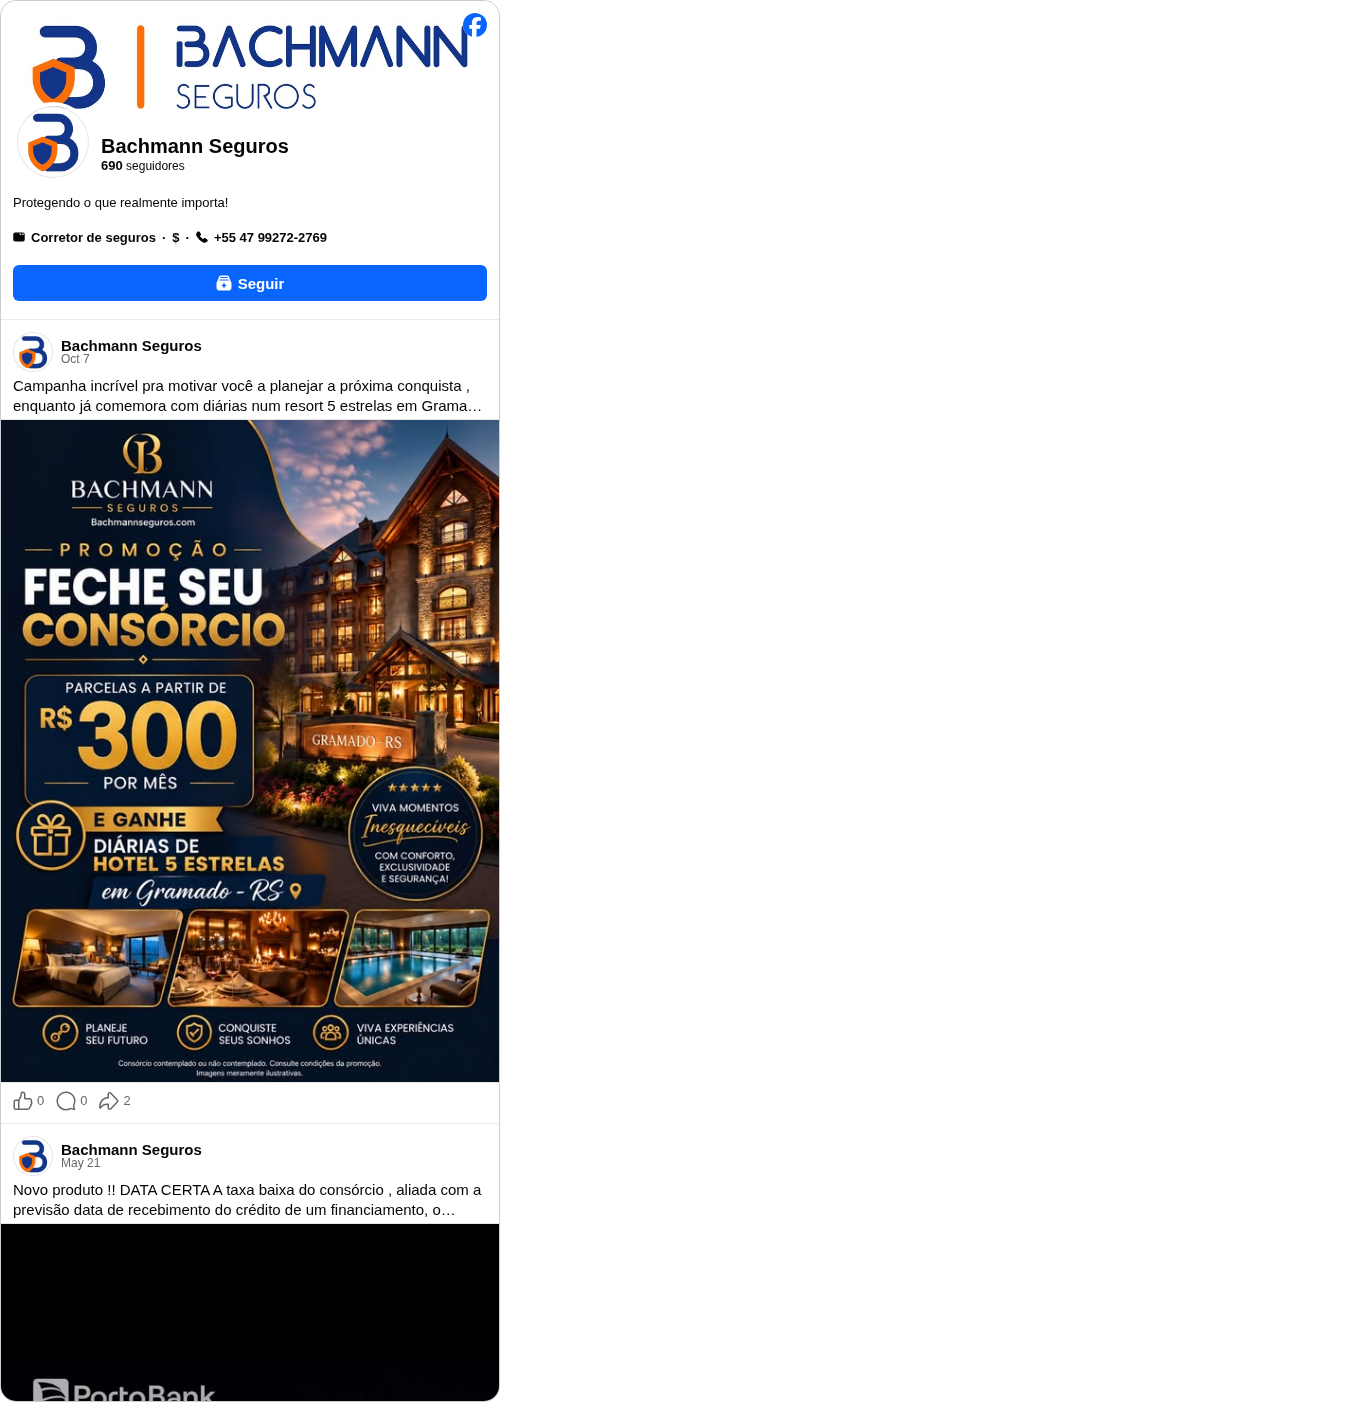 BACHMANN
SEGUROS
Bachmann Seguros
690 seguidores
Protegendo o que realmente importa!
Corretor de seguros · $ · +55 47 99272-2769
Seguir
Bachmann Seguros
Oct 7
Campanha incrível pra motivar você a planejar a próxima conquista ,
enquanto já comemora com diárias num resort 5 estrelas em Grama…
BACHMANN
SEGUROS
Bachmannseguros.com
PROMOÇÃO
FECHE SEU
CONSÓRCIO
PARCELAS A PARTIR DE
R$ 300
POR MÊS
GRAMADO - RS
E GANHE
DIÁRIAS DE
HOTEL 5 ESTRELAS
em Gramado - RS
VIVA MOMENTOS
Inesquecíveis
COM CONFORTO,
EXCLUSIVIDADE
E SEGURANÇA!
PLANEJE
SEU FUTURO
CONQUISTE
SEUS SONHOS
VIVA EXPERIÊNCIAS
ÚNICAS
Consórcio contemplado ou não contemplado. Consulte condições da promoção.
Imagens meramente ilustrativas.
0 0 2
Bachmann Seguros
May 21
Novo produto !! DATA CERTA A taxa baixa do consórcio , aliada com a
previsão data de recebimento do crédito de um financiamento, o…
PortoBank